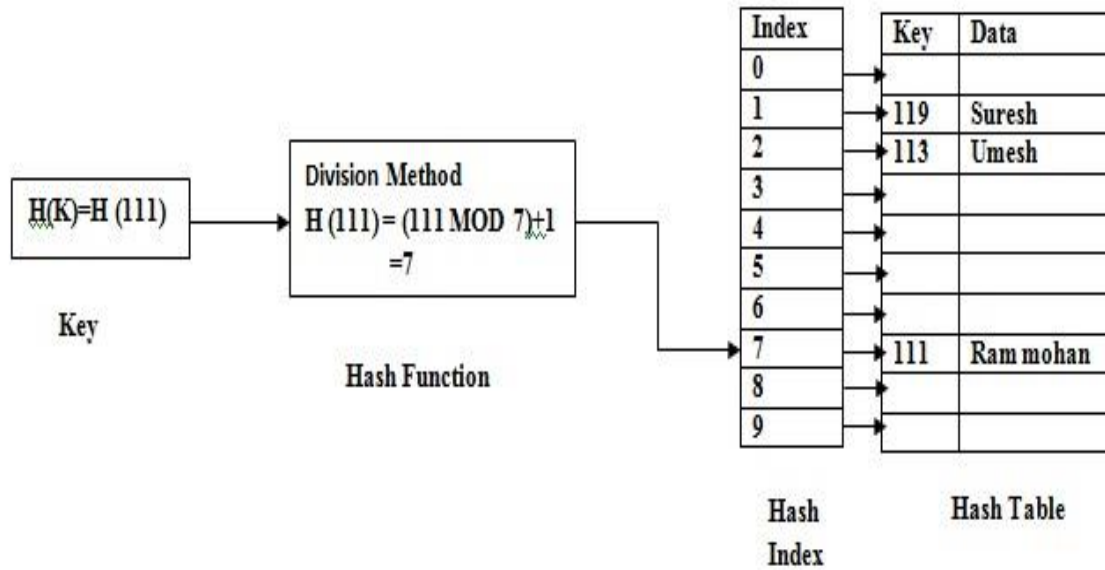 H(K)=H (111)
Key
Division Method
H (111) = (111 MOD 7)+1
=7
Hash Function
Index
0
1
2
3
4
5
6
7
8
9
Hash
Index
Key Data
119 Suresh
113 Umesh
111 Ram mohan
Hash Table